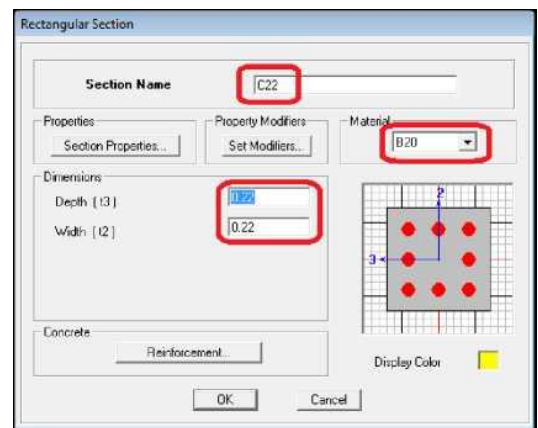 Rectangular Section
Section Name C22
Properties Property Modifiers Material
Section Properties... Set Modifiers... B20
Dimensions
Depth ( t3 ) 0.22
Width ( t2 ) 0.22
2
3
Concrete
Reinforcement...
Display Color
OK Cancel